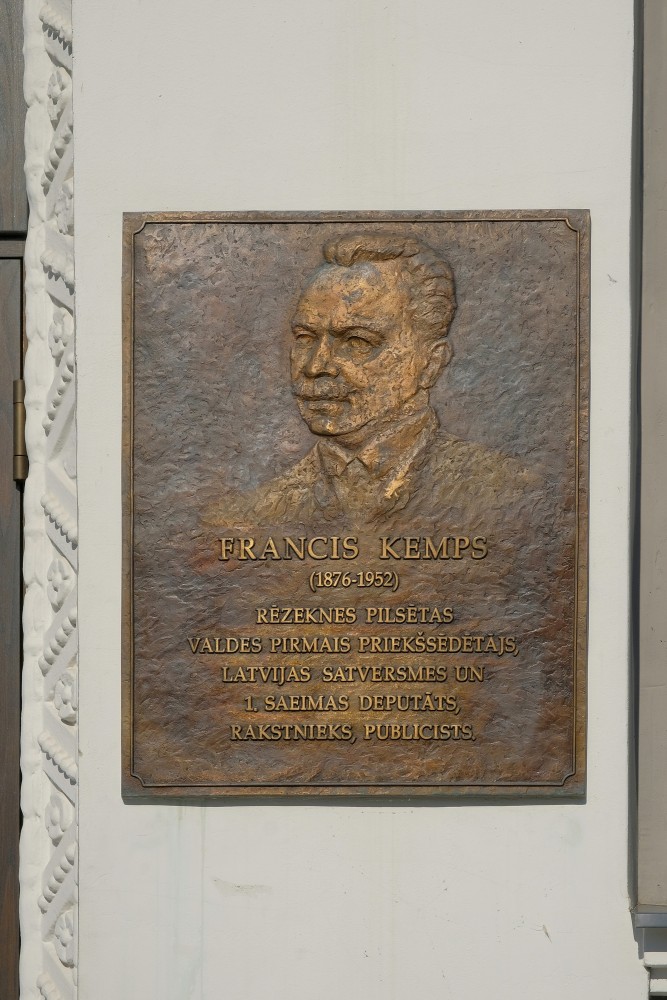 FRANCIS KEMPS
(1876-1952)
RĒZEKNES PILSĒTAS
VALDES PIRMAIS PRIEKŠSĒDĒTĀJS,
LATVIJAS SATVERSMES UN
1. SAEIMAS DEPUTĀTS,
RAKSTNIEKS, PUBLICISTS.